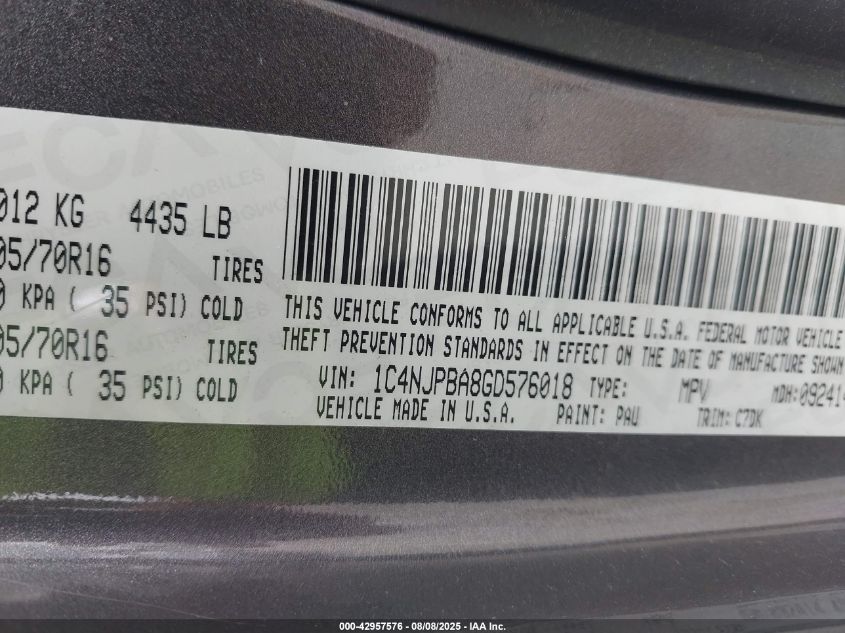 012 KG 4435 LB
05/70R16 TIRES
0 KPA ( 35 PSI) COLD
05/70R16 TIRES
0 KPA ( 35 PSI) COLD
THIS VEHICLE CONFORMS TO ALL APPLICABLE U.S.A. FEDERAL MOTOR VEHICLE
THEFT PREVENTION STANDARDS IN EFFECT ON THE DATE OF MANUFACTURE SHOWN
VIN: 1C4NJPBA8GD576018 TYPE: MPV MDH:092414
VEHICLE MADE IN U.S.A. PAINT: PAU TRIM: C7DK
000-42957576 - 08/08/2025 - IAA Inc.